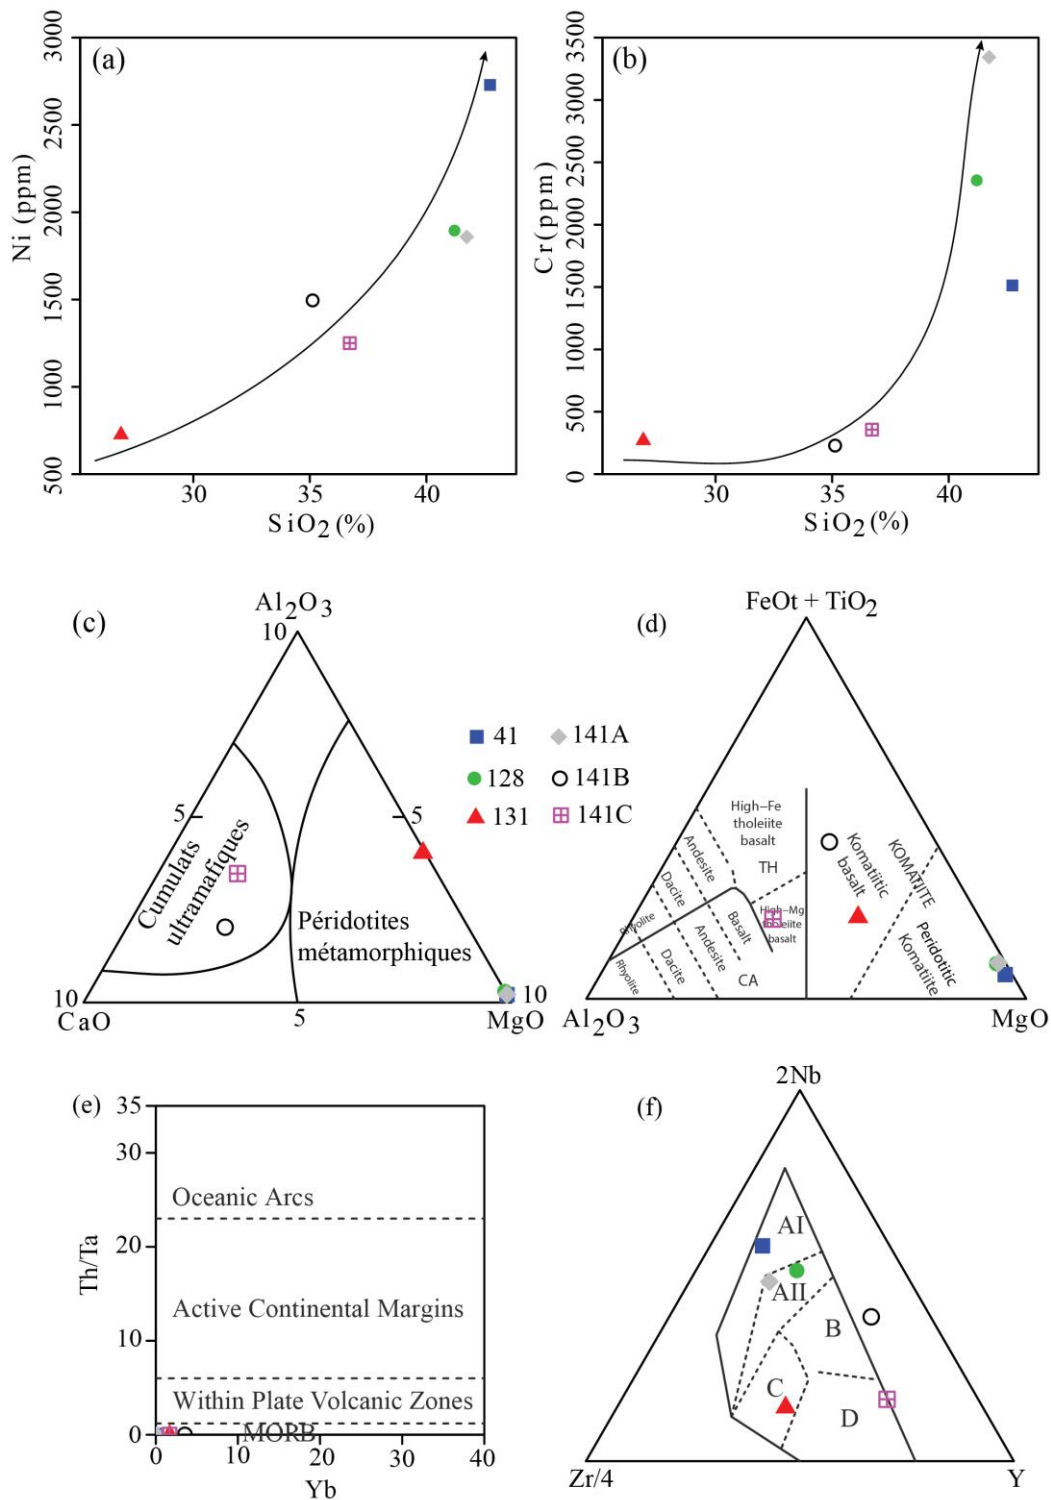 (a)
3000
2500
2000
1500
1000
500
Ni (ppm)
30
35
40
SiO2 (%)
(b)
3500
3000
2500
2000
1500
1000
500
0
Cr(ppm)
30
35
40
SiO2 (%)
(c)
Al2O3
10
5
5
Cumulats
ultramafiques
Péridotites
métamorphiques
10
CaO
5
10
MgO
41
141A
128
141B
131
141C
(d)
FeOt + TiO2
High–Fe
tholeiite
basalt
TH
Andesite
Dacite
Rhyolite
High–Mg
tholeiite
basalt
Basalt
Andesite
Dacite
Rhyolite
CA
Komatiitic
basalt
KOMATIITE
Peridotitic
Komatiite
Al2O3
MgO
(e)
35
30
20
10
0
Th/Ta
Oceanic Arcs
Active Continental Margins
Within Plate Volcanic Zones
MORB
0
10
20
30
40
Yb
(f)
2Nb
AI
AII
B
C
D
Zr/4
Y